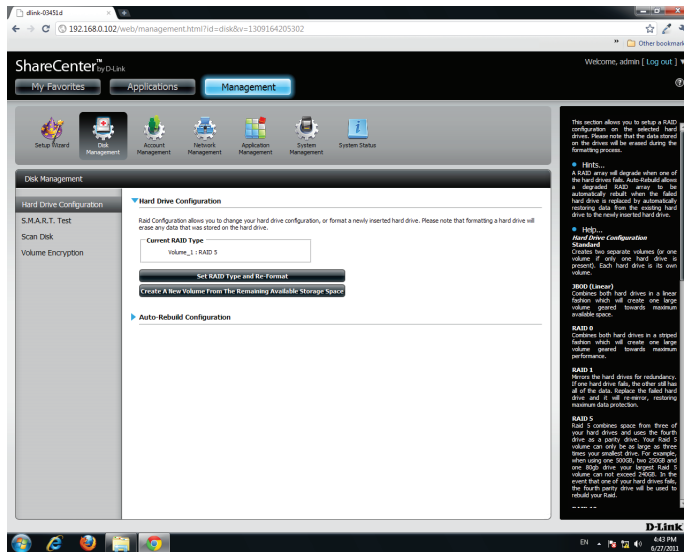 dlink-03451d
192.168.0.102/web/management.html?id=disk&v=1309164205302
Other bookmark
ShareCenter™ by D-Link
Welcome, admin [ Log out ]
My Favorites
Applications
Management
Setup Wizard
Disk Management
Account Management
Network Management
Application Management
System Management
System Status
Disk Management
Hard Drive Configuration
S.M.A.R.T. Test
Scan Disk
Volume Encryption
Hard Drive Configuration
Raid Configuration allows you to change your hard drive configuration, or format a newly inserted hard drive. Please note that formatting a hard drive will
erase any data that was stored on the hard drive.
Current RAID Type
Volume_1 : RAID 5
Set RAID Type and Re-Format
Create A New Volume From The Remaining Available Storage Space
Auto-Rebuild Configuration
This section allows you to setup a RAID
configuration on the selected hard
drives. Please note that the data stored
on the drives will be erased during the
formatting process.
Hints...
A RAID array will degrade when one of
the hard drives fails. Auto-Rebuild allows
a degraded RAID array to be
automatically rebuilt when the failed
hard drive is replaced by automatically
restoring data from the existing hard
drive to the newly inserted hard drive.
Help...
Hard Drive Configuration
Standard
Creates two separate volumes (or one
volume if only one hard drive is
present). Each hard drive is its own
volume.
JBOD (Linear)
Combines both hard drives in a linear
fashion which will create one large
volume geared towards maximum
available space.
RAID 0
Combines both hard drives in a striped
fashion which will create one large
volume geared towards maximum
performance.
RAID 1
Mirrors the hard drives for redundancy.
If one hard drive fails, the other still has
all of the data. Replace the failed hard
drive and it will re-mirror, restoring
maximum data protection.
RAID 5
Raid 5 combines space from three of
your hard drives and uses the fourth
drive as a parity drive. Your Raid 5
volume can only be as large as three
times your smallest drive. For example,
when using one 500GB, two 250GB and
one 80gb drive your largest Raid 5
volume can not exceed 240GB. In the
event that one of your hard drives fails,
the fourth parity drive will be used to
rebuild your Raid.
D-Link
EN
4:43 PM
6/27/2011